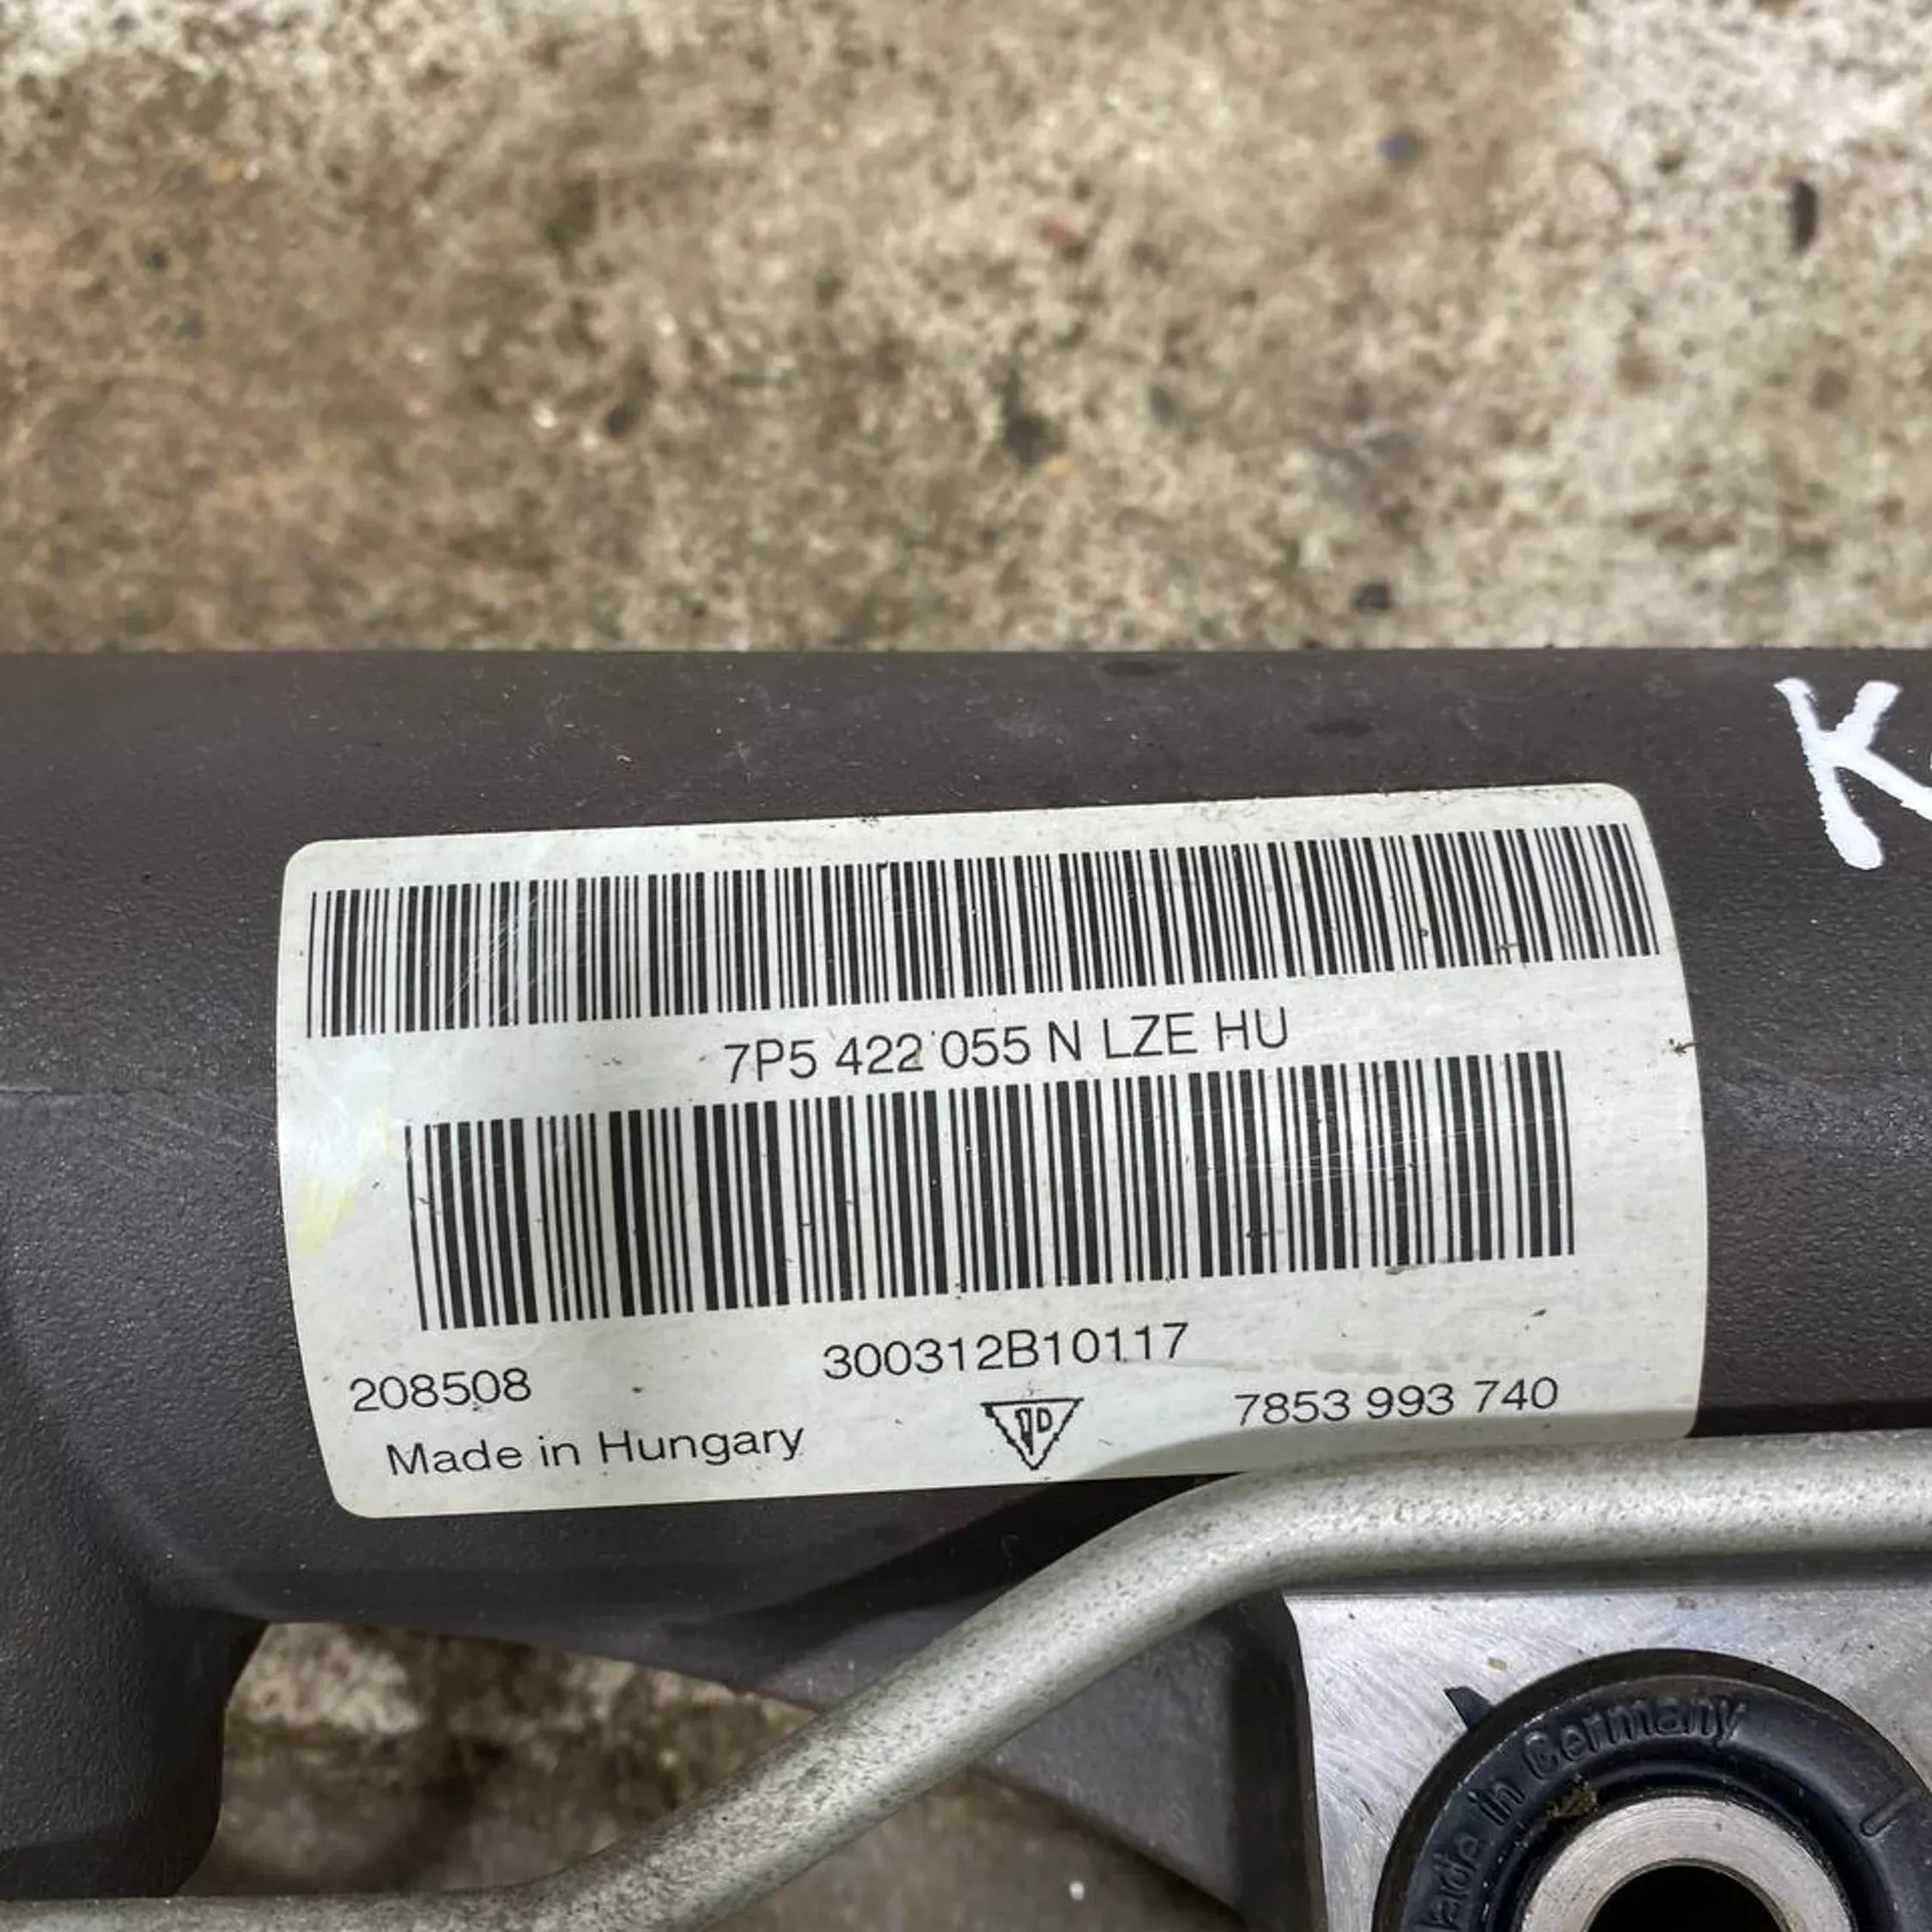 K
7P5 422 055 N LZE HU
300312B10117
208508
7853 993 740
Made in Hungary
Made in Germany